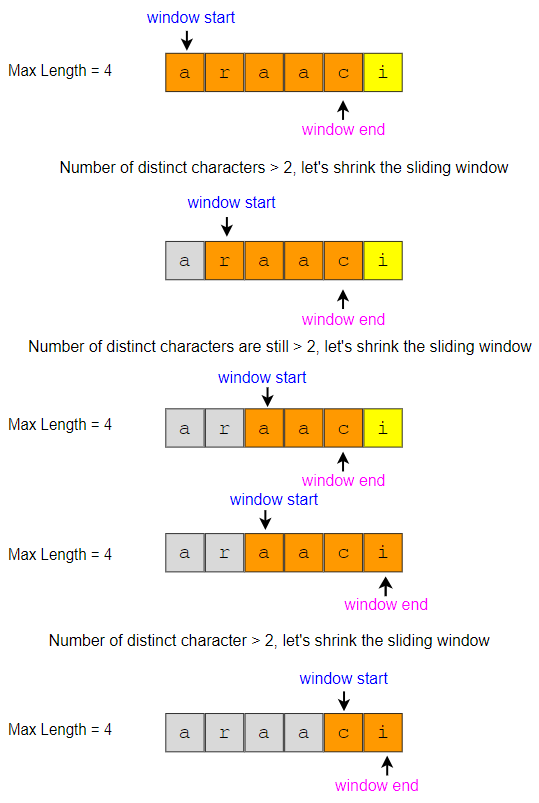 window start
Max Length = 4
a r a a c i
window end
Number of distinct characters > 2, let's shrink the sliding window
window start
a r a a c i
window end
Number of distinct characters are still > 2, let's shrink the sliding window
window start
Max Length = 4
a r a a c i
window end
window start
Max Length = 4
a r a a c i
window end
Number of distinct character > 2, let's shrink the sliding window
window start
Max Length = 4
a r a a c i
window end